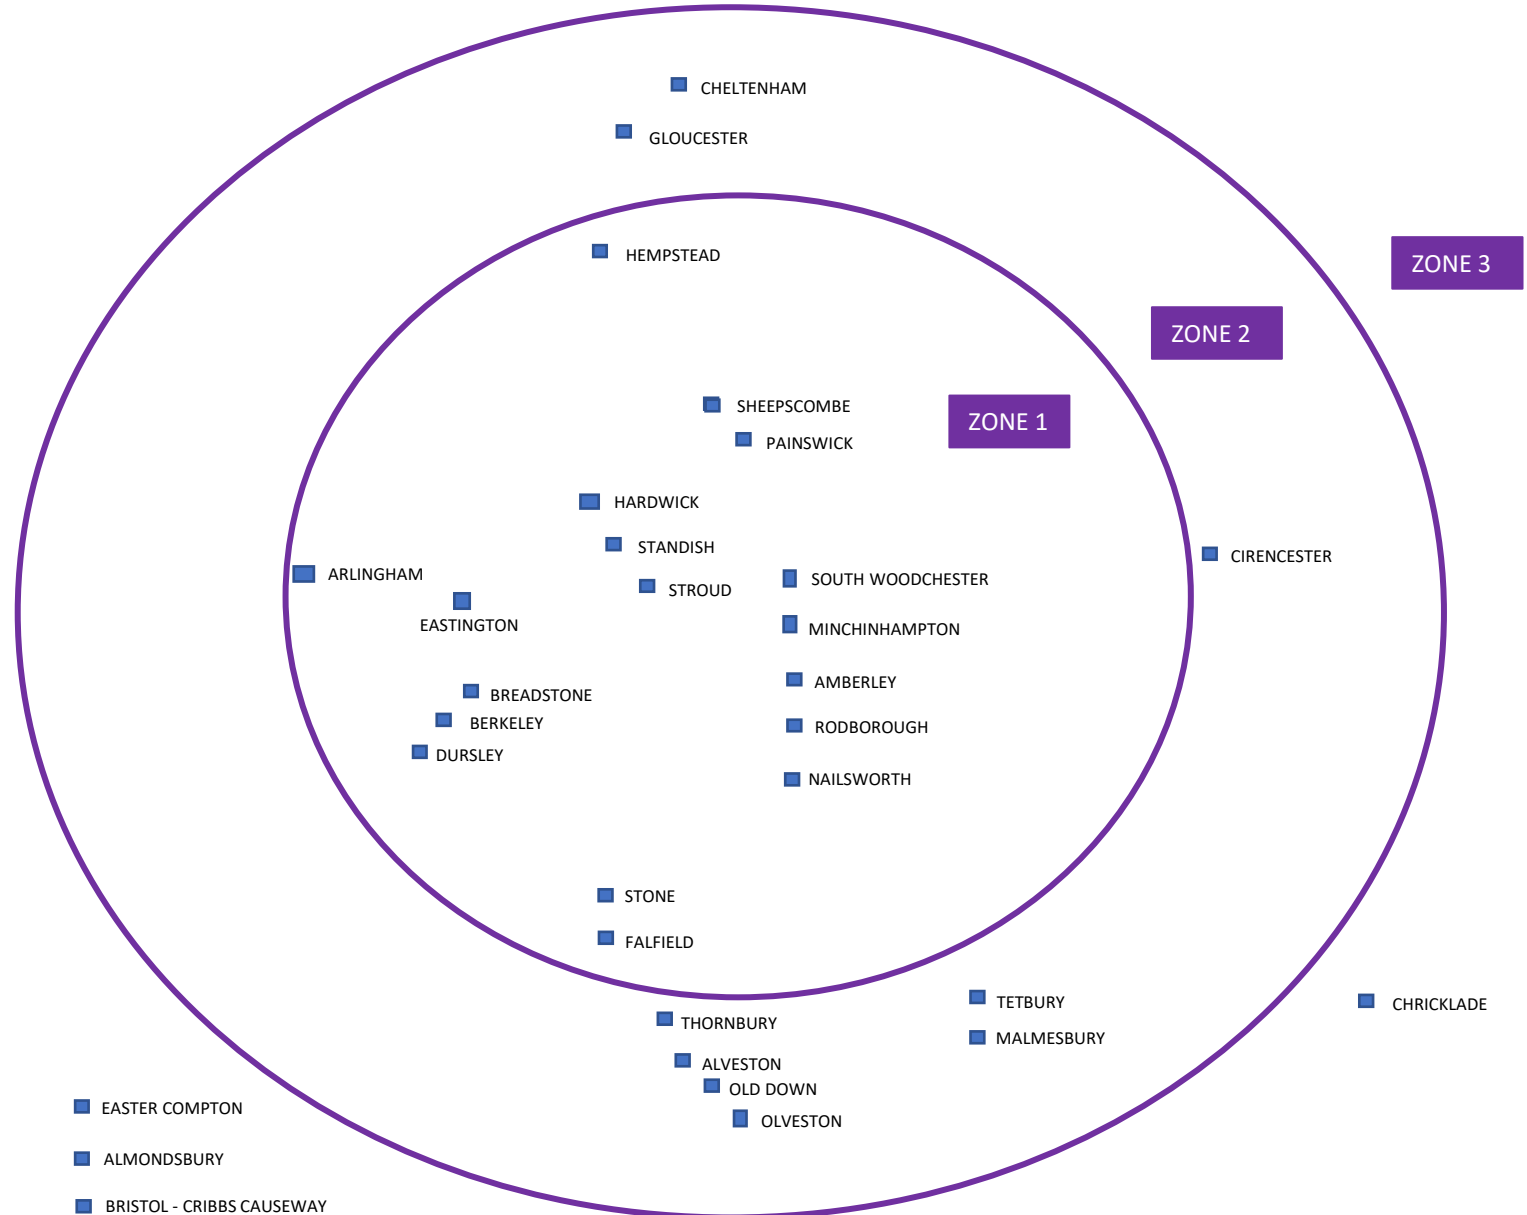 CHELTENHAM
GLOUCESTER
ZONE 3
HEMPSTEAD
ZONE 2
SHEEPSCOMBE
ZONE 1
PAINSWICK
HARDWICK
STANDISH
CIRENCESTER
ARLINGHAM
SOUTH WOODCHESTER
STROUD
EASTINGTON
MINCHINHAMPTON
AMBERLEY
BREADSTONE
BERKELEY
RODBOROUGH
DURSLEY
NAILSWORTH
STONE
FALFIELD
TETBURY
CHRICKLADE
THORNBURY
MALMESBURY
ALVESTON
OLD DOWN
EASTER COMPTON
OLVESTON
ALMONDSBURY
BRISTOL - CRIBBS CAUSEWAY